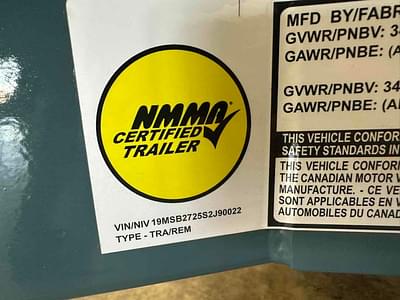 NMMA®
CERTIFIED
TRAILER
VIN/NIV 19MSB2725S2J90022
TYPE - TRA/REM
MFD BY/FABR
GVWR/PNBV: 34
GAWR/PNBE: (A
GVWR/PNBV: 34
GAWR/PNBE: (A
THIS VEHICLE CONFOR
SAFETY STANDARDS IN
THIS VEHICLE CONFOR
THE CANADIAN MOTOR V
MANUFACTURE. - CE VE
SONT APPLICABLES EN V
AUTOMOBILES DU CANAD